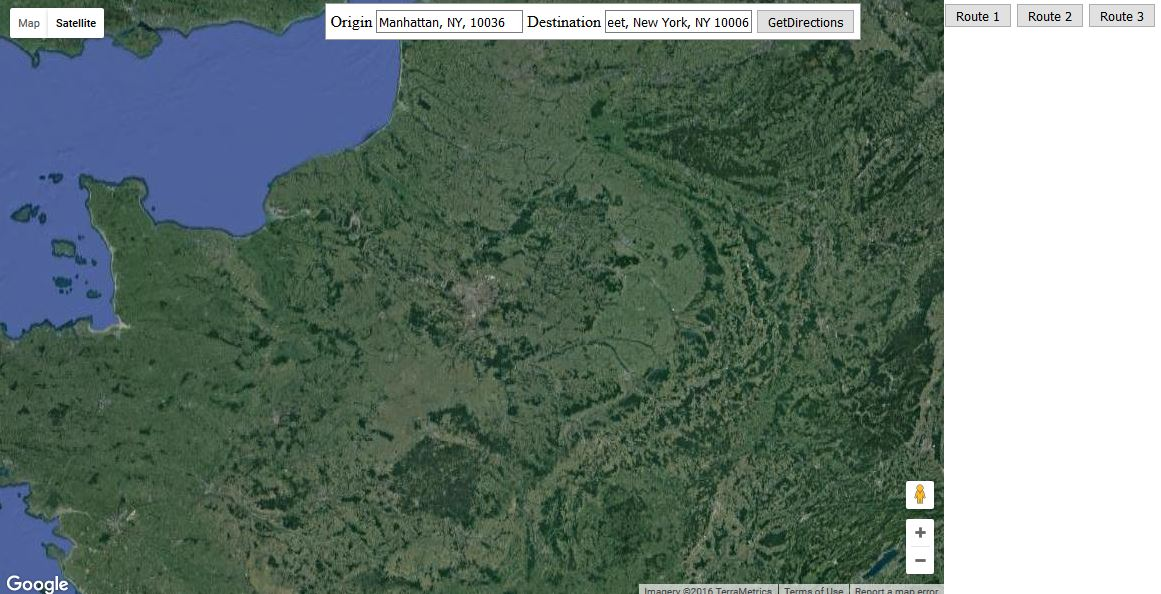 Map Satellite
Origin Manhattan, NY, 10036 Destination eet, New York, NY 10006 GetDirections
Route 1 Route 2 Route 3
+
−
Google
Imagery ©2016 TerraMetrics Terms of Use Report a map error